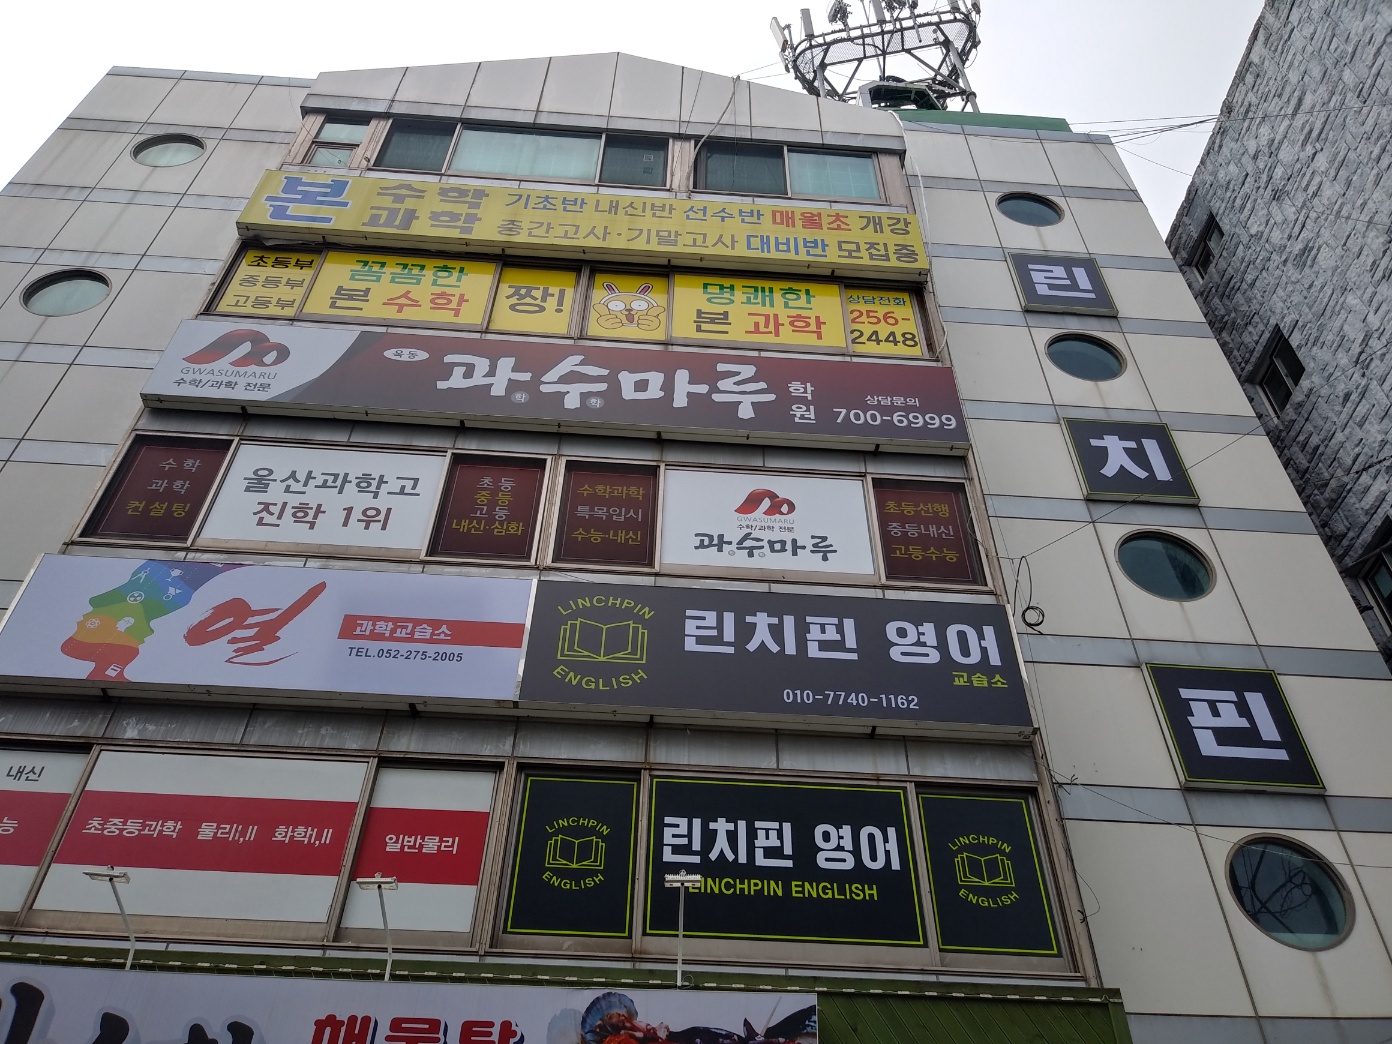 본 수학 과학
기초반 내신반 선수반 매월초 개강
중간고사·기말고사 대비반 모집중
초등부
중등부
고등부
꼼꼼한
본 수학
짱!
명쾌한
본 과학
상담전화
256-
2448
GWASUMARU
수학/과학 전문
옥동
과학수학마루
학원
상담문의
700-6999
수학
과학
컨설팅
울산과학고
진학 1위
초등
중등
고등
내신·심화
수학과학
특목입시
수능·내신
GWASUMARU
수학/과학 전문
과학수학마루
초등선행
중등내신
고등수능
열
과학교습소
TEL.052-275-2005
LINCHPIN
ENGLISH
린치핀 영어
교습소
010-7740-1162
내신
능
초중등과학 물리I,II 화학I,II
일반물리
LINCHPIN
ENGLISH
린치핀 영어
LINCHPIN ENGLISH
LINCHPIN
ENGLISH
린
치
핀
해물탕